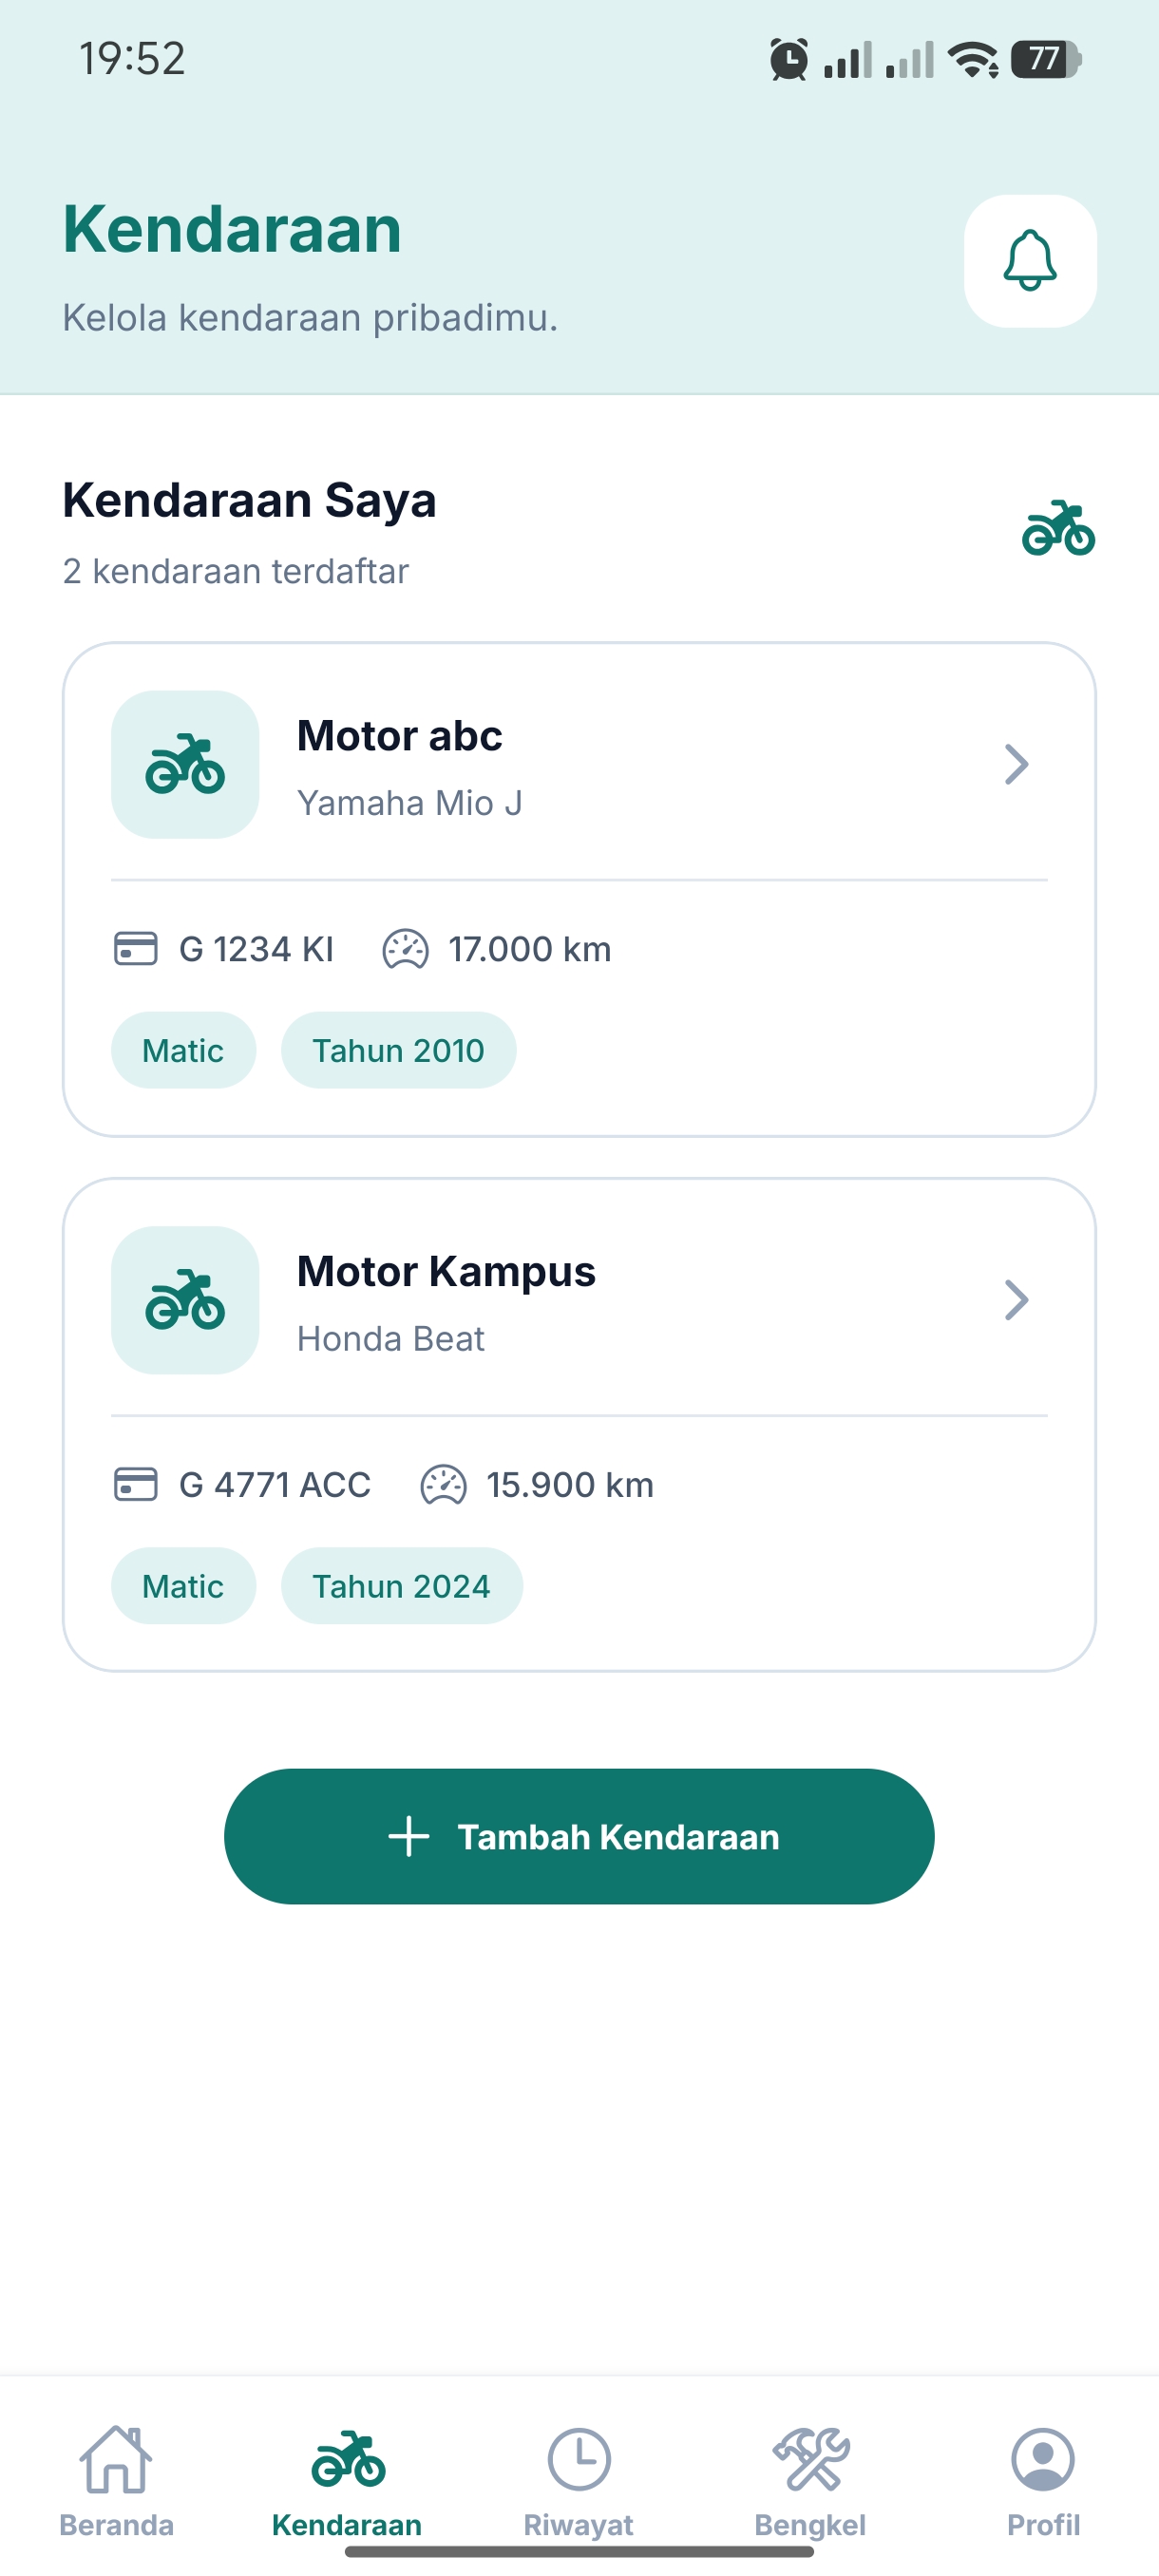 19:52
77
Kendaraan
Kelola kendaraan pribadimu.
Kendaraan Saya
2 kendaraan terdaftar
Motor abc
Yamaha Mio J
G 1234 KI 17.000 km
Matic Tahun 2010
Motor Kampus
Honda Beat
G 4771 ACC 15.900 km
Matic Tahun 2024
Tambah Kendaraan
Beranda Kendaraan Riwayat Bengkel Profil